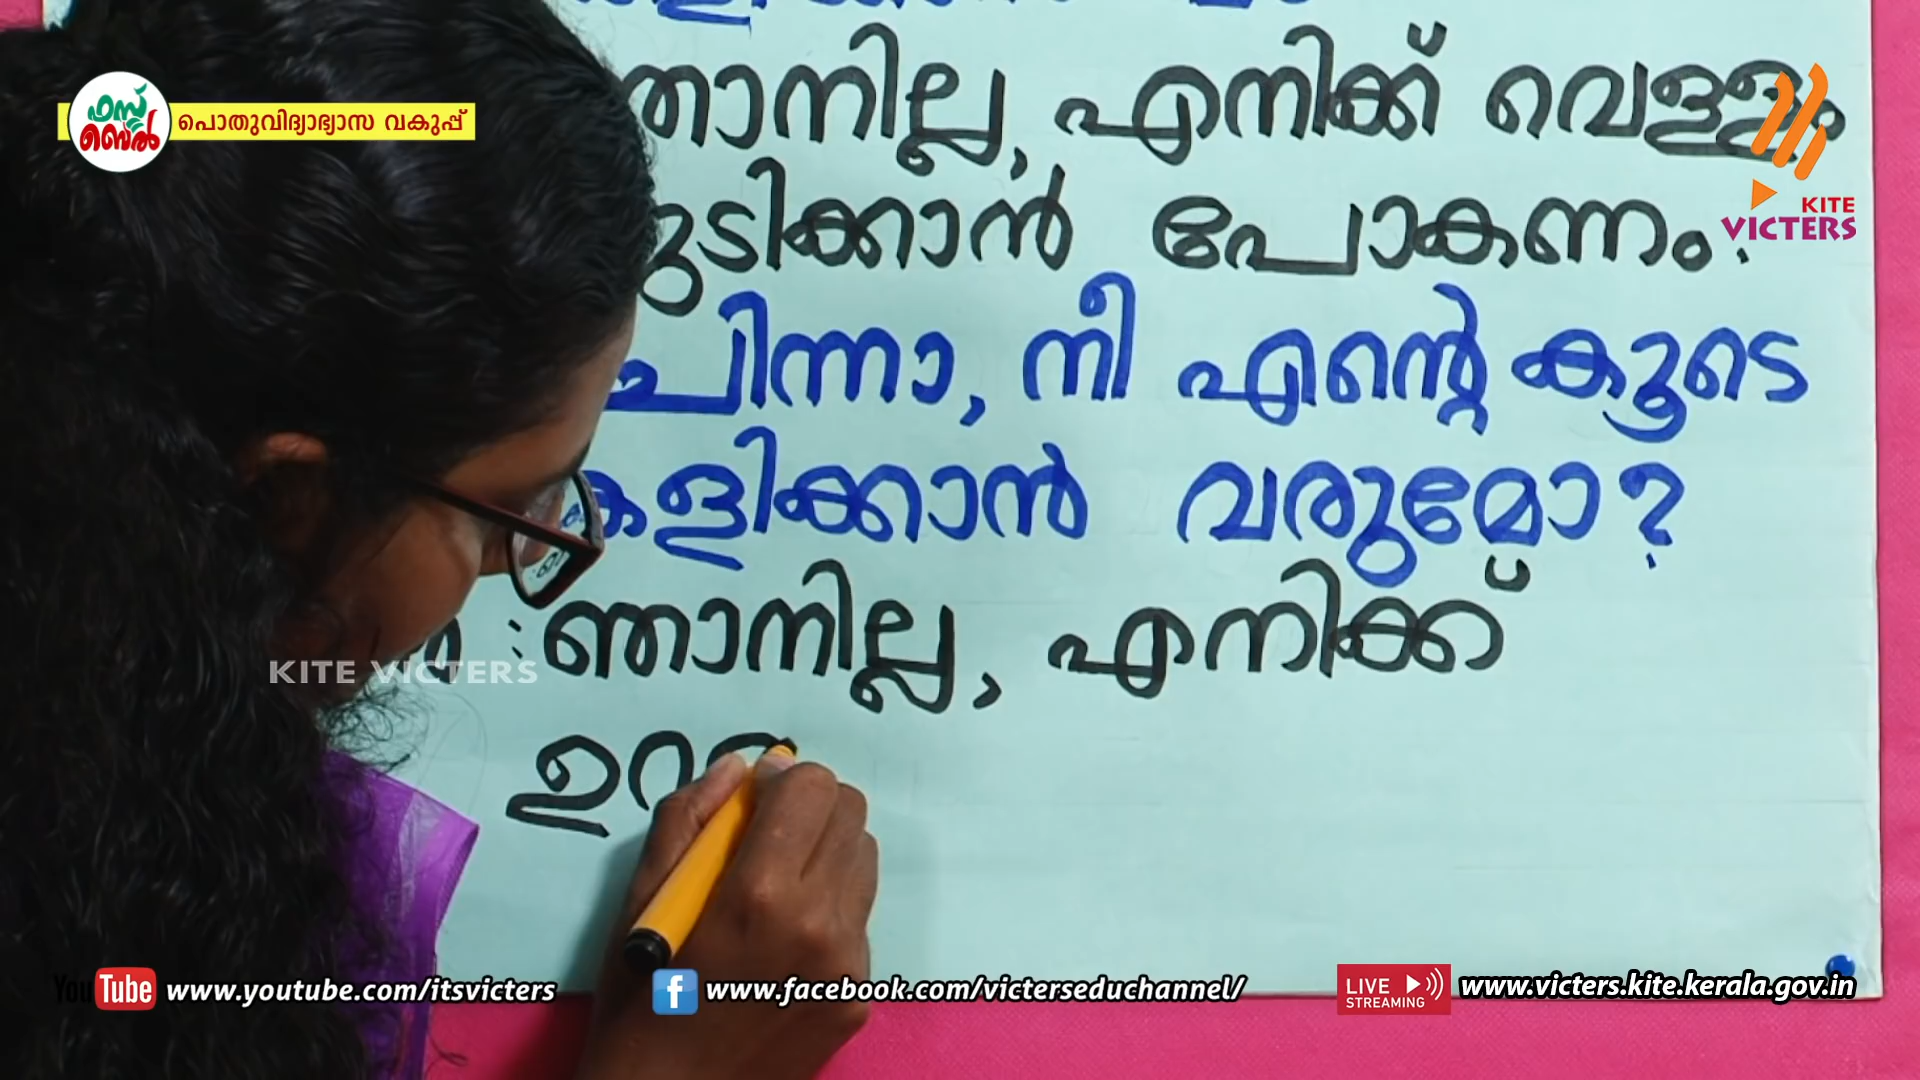 ഞാനില്ല, എനിക്ക് വെള്ളം
കുടിക്കാൻ പോകണം.
ചിന്നാ, നീ എന്റെ കൂടെ
കളിക്കാൻ വരുമോ?
: ഞാനില്ല, എനിക്ക്
ഫസ്റ്റ് ബെൽ
പൊതുവിദ്യാഭ്യാസ വകുപ്പ്
KITE
VICTERS
KITE VICTERS
YouTube www.youtube.com/itsvicters
f www.facebook.com/victerseduchannel/
LIVE STREAMING www.victers.kite.kerala.gov.in